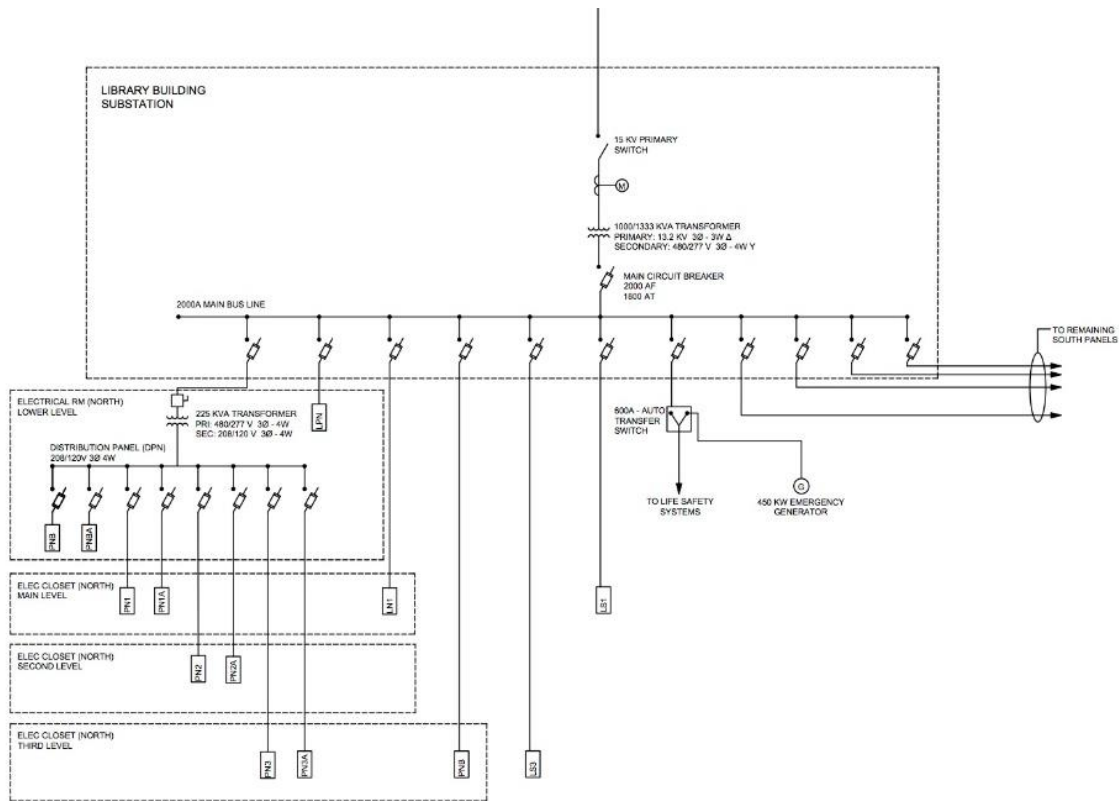 LIBRARY BUILDING
SUBSTATION
15 KV PRIMARY
SWITCH
M
1000/1333 KVA TRANSFORMER
PRIMARY: 13.2 KV 3Ø - 3W Δ
SECONDARY: 480/277 V 3Ø - 4W Y
MAIN CIRCUIT BREAKER
2000 AF
1800 AT
2000A MAIN BUS LINE
TO REMAINING
SOUTH PANELS
ELECTRICAL RM (NORTH)
LOWER LEVEL
225 KVA TRANSFORMER
PRI: 480/277 V 3Ø - 4W
SEC: 208/120 V 3Ø - 4W
LPN
600A - AUTO
TRANSFER
SWITCH
DISTRIBUTION PANEL (DPN)
208/120V 3Ø 4W
TO LIFE SAFETY
SYSTEMS
G
450 KW EMERGENCY
GENERATOR
PNB
PNBA
ELEC CLOSET (NORTH)
MAIN LEVEL
PN1
PN1A
LN1
LS1
ELEC CLOSET (NORTH)
SECOND LEVEL
PN2
PN2A
ELEC CLOSET (NORTH)
THIRD LEVEL
PN3
PN3A
PNB
LS3